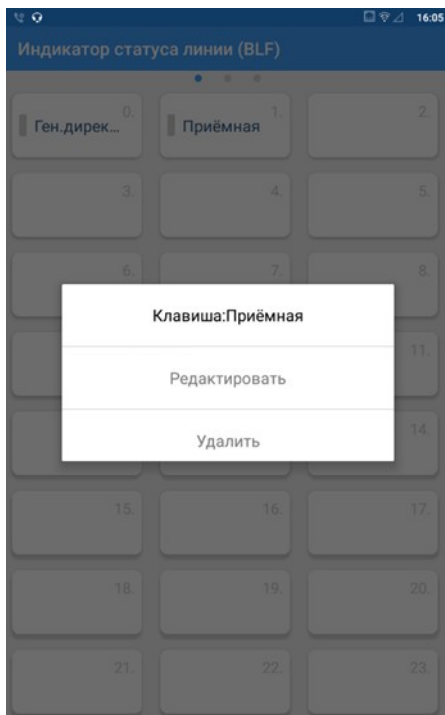 16:05
Индикатор статуса линии (BLF)
0. 1. 2.
Ген.дирек... Приёмная
3. 4. 5.
6. 7. 8.
Клавиша:Приёмная
11.
Редактировать
14.
Удалить
15. 16. 17.
18. 19. 20.
21. 22. 23.